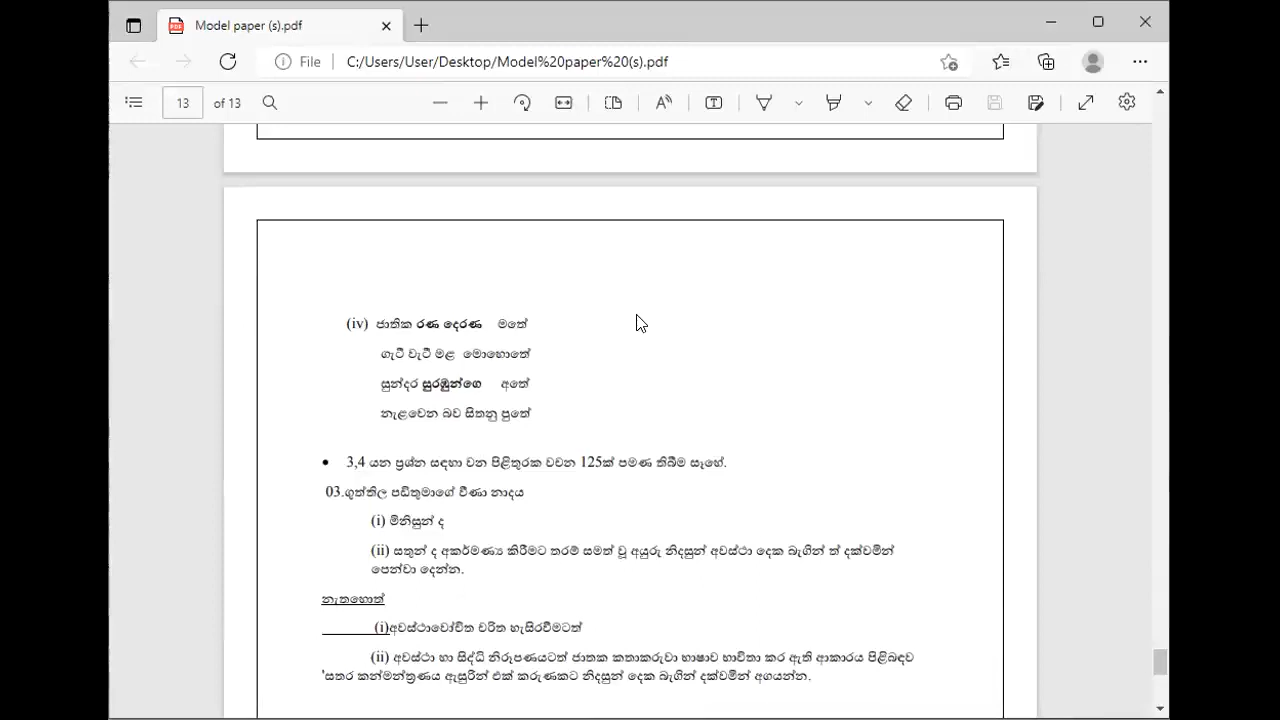 Model paper (s).pdf
File C:/Users/User/Desktop/Model%20paper%20(s).pdf
13 of 13
(iv) ජාතික රණ දෙරණ මතේ
ගැටී වැටී මළ මොහොතේ
සුන්දර සුරඹුන්ගෙ අතේ
නැළවෙන බව සිතනු පුතේ
• 3,4 යන ප්‍රශ්න සඳහා වන පිළිතුරක වචන 125ක් පමණ තිබීම සෑහේ.
03.ගුත්තිල පඩිතුමාගේ වීණා නාදය
(i) මිනිසුන් ද
(ii) සතුන් ද අකර්මණ්‍ය කිරීමට තරම් සමත් වූ අයුරු නිදසුන් අවස්ථා දෙක බැගින් ත් දක්වමින්
පෙන්වා දෙන්න.
නැතහොත්
(i)අවස්ථාවෝචිත චරිත හැසිරවීමටත්
(ii) අවස්ථා හා සිද්ධි නිරූපණයටත් ජාතක කතාකරුවා භාෂාව භාවිතා කර ඇති ආකාරය පිළිබඳව
'සතර කන්මන්ත්‍රණය ඇසුරින් එක් කරුණකට නිදසුන් දෙක බැගින් දක්වමින් අගයන්න.